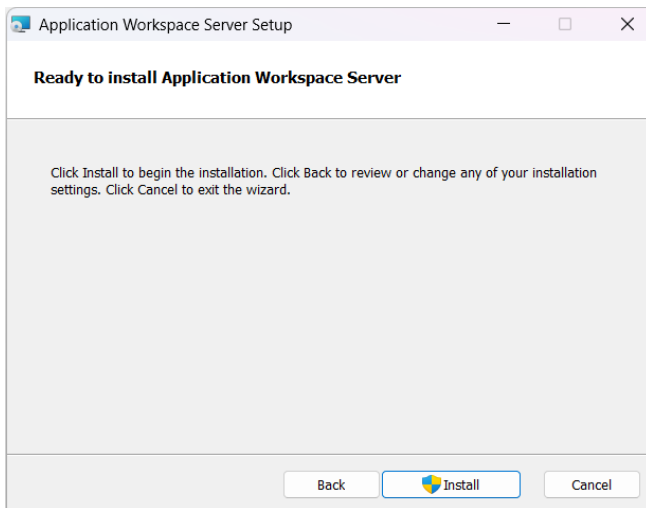 Application Workspace Server Setup
Ready to install Application Workspace Server
Click Install to begin the installation. Click Back to review or change any of your installation
settings. Click Cancel to exit the wizard.
Back
Install
Cancel